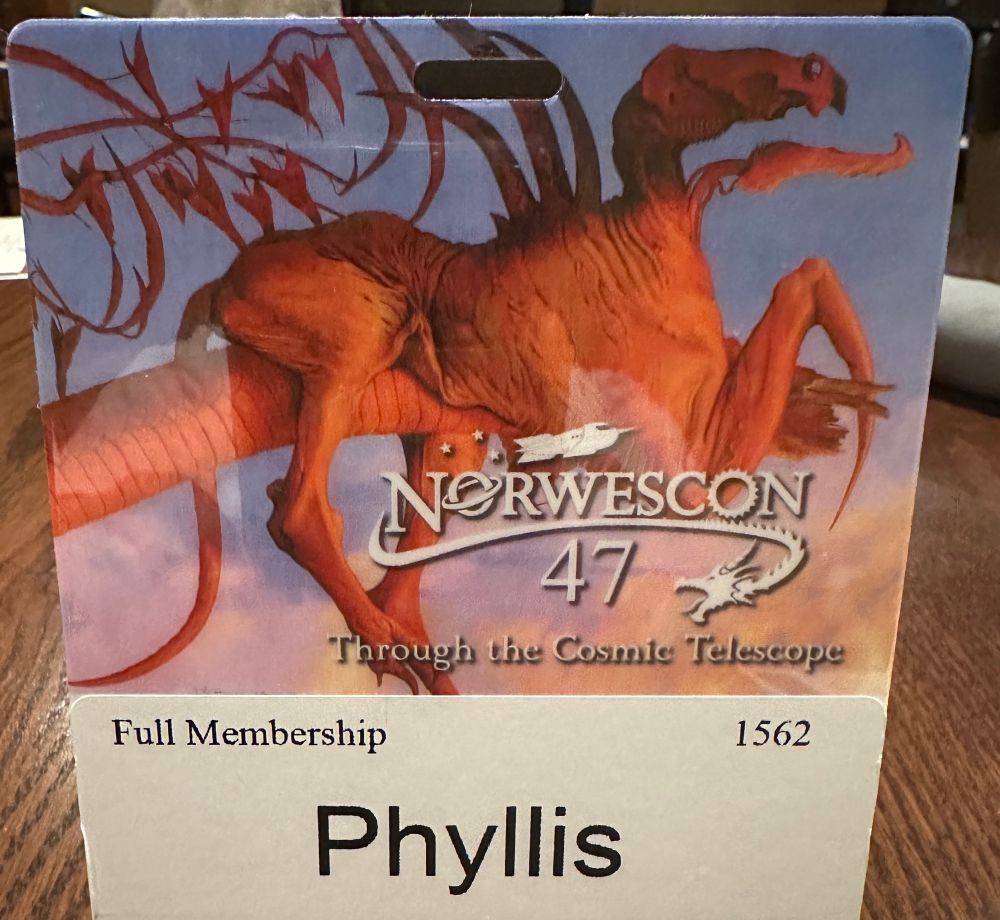 NORWESCON
47
Through the Cosmic Telescope
Full Membership 1562
Phyllis